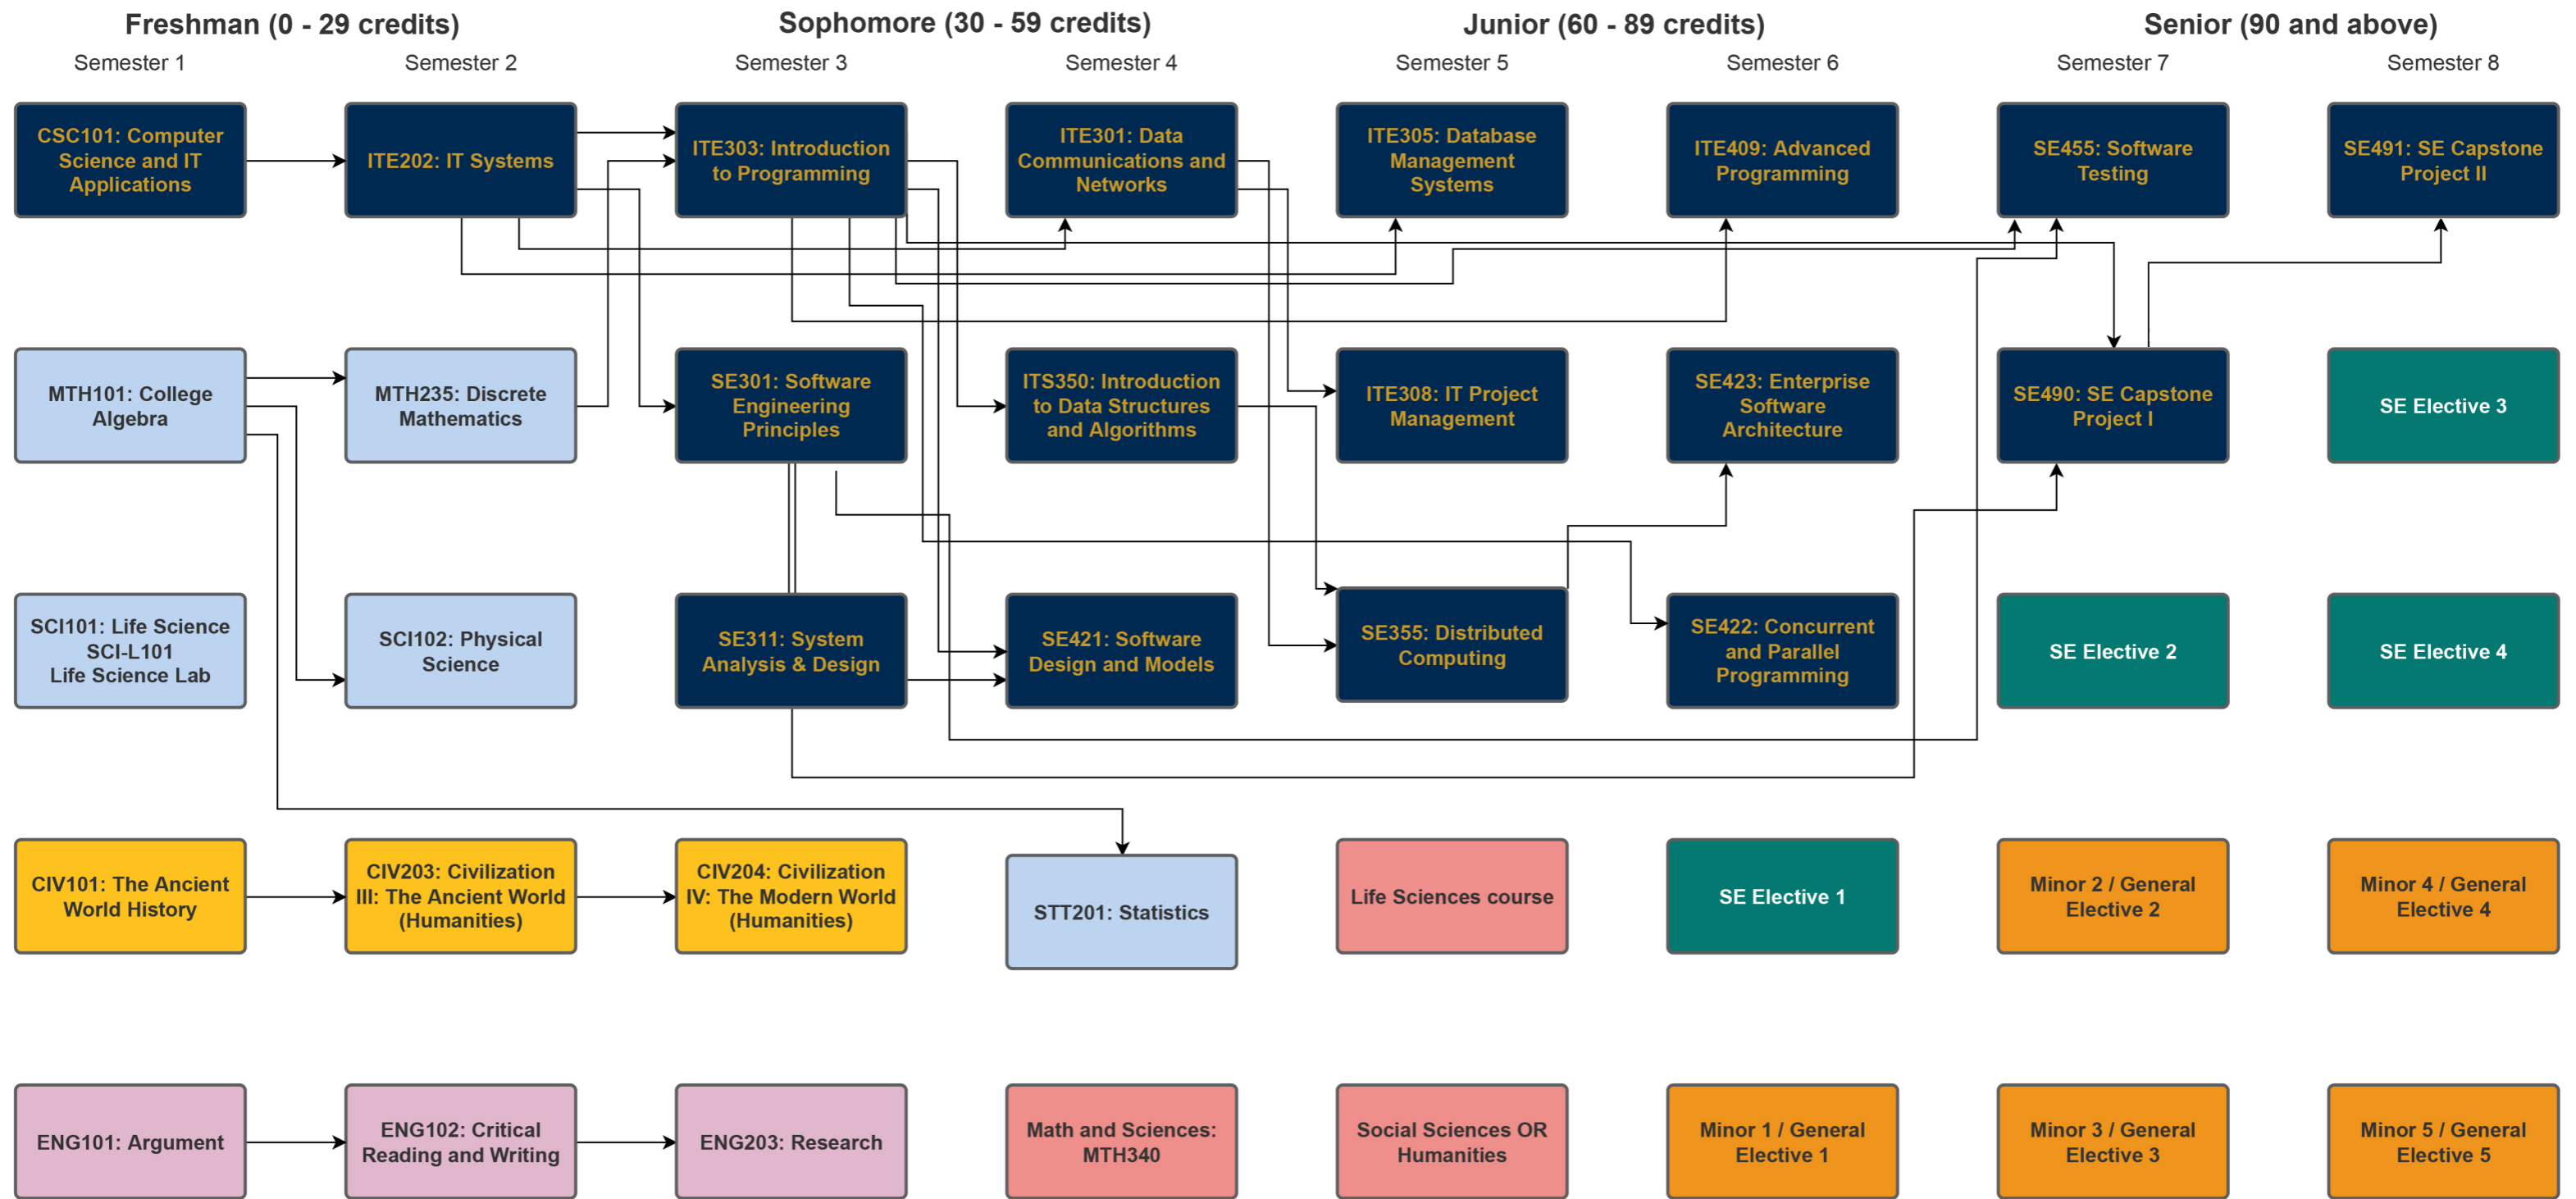 Freshman (0 - 29 credits)
Sophomore (30 - 59 credits)
Junior (60 - 89 credits)
Senior (90 and above)
Semester 1
Semester 2
Semester 3
Semester 4
Semester 5
Semester 6
Semester 7
Semester 8
CSC101: Computer
Science and IT
Applications
ITE202: IT Systems
ITE303: Introduction
to Programming
ITE301: Data
Communications and
Networks
ITE305: Database
Management
Systems
ITE409: Advanced
Programming
SE455: Software
Testing
SE491: SE Capstone
Project II
MTH101: College
Algebra
MTH235: Discrete
Mathematics
SE301: Software
Engineering
Principles
ITS350: Introduction
to Data Structures
and Algorithms
ITE308: IT Project
Management
SE423: Enterprise
Software
Architecture
SE490: SE Capstone
Project I
SE Elective 3
SCI101: Life Science
SCI-L101
Life Science Lab
SCI102: Physical
Science
SE311: System
Analysis & Design
SE421: Software
Design and Models
SE355: Distributed
Computing
SE422: Concurrent
and Parallel
Programming
SE Elective 2
SE Elective 4
CIV101: The Ancient
World History
CIV203: Civilization
III: The Ancient World
(Humanities)
CIV204: Civilization
IV: The Modern World
(Humanities)
STT201: Statistics
Life Sciences course
SE Elective 1
Minor 2 / General
Elective 2
Minor 4 / General
Elective 4
ENG101: Argument
ENG102: Critical
Reading and Writing
ENG203: Research
Math and Sciences:
MTH340
Social Sciences OR
Humanities
Minor 1 / General
Elective 1
Minor 3 / General
Elective 3
Minor 5 / General
Elective 5